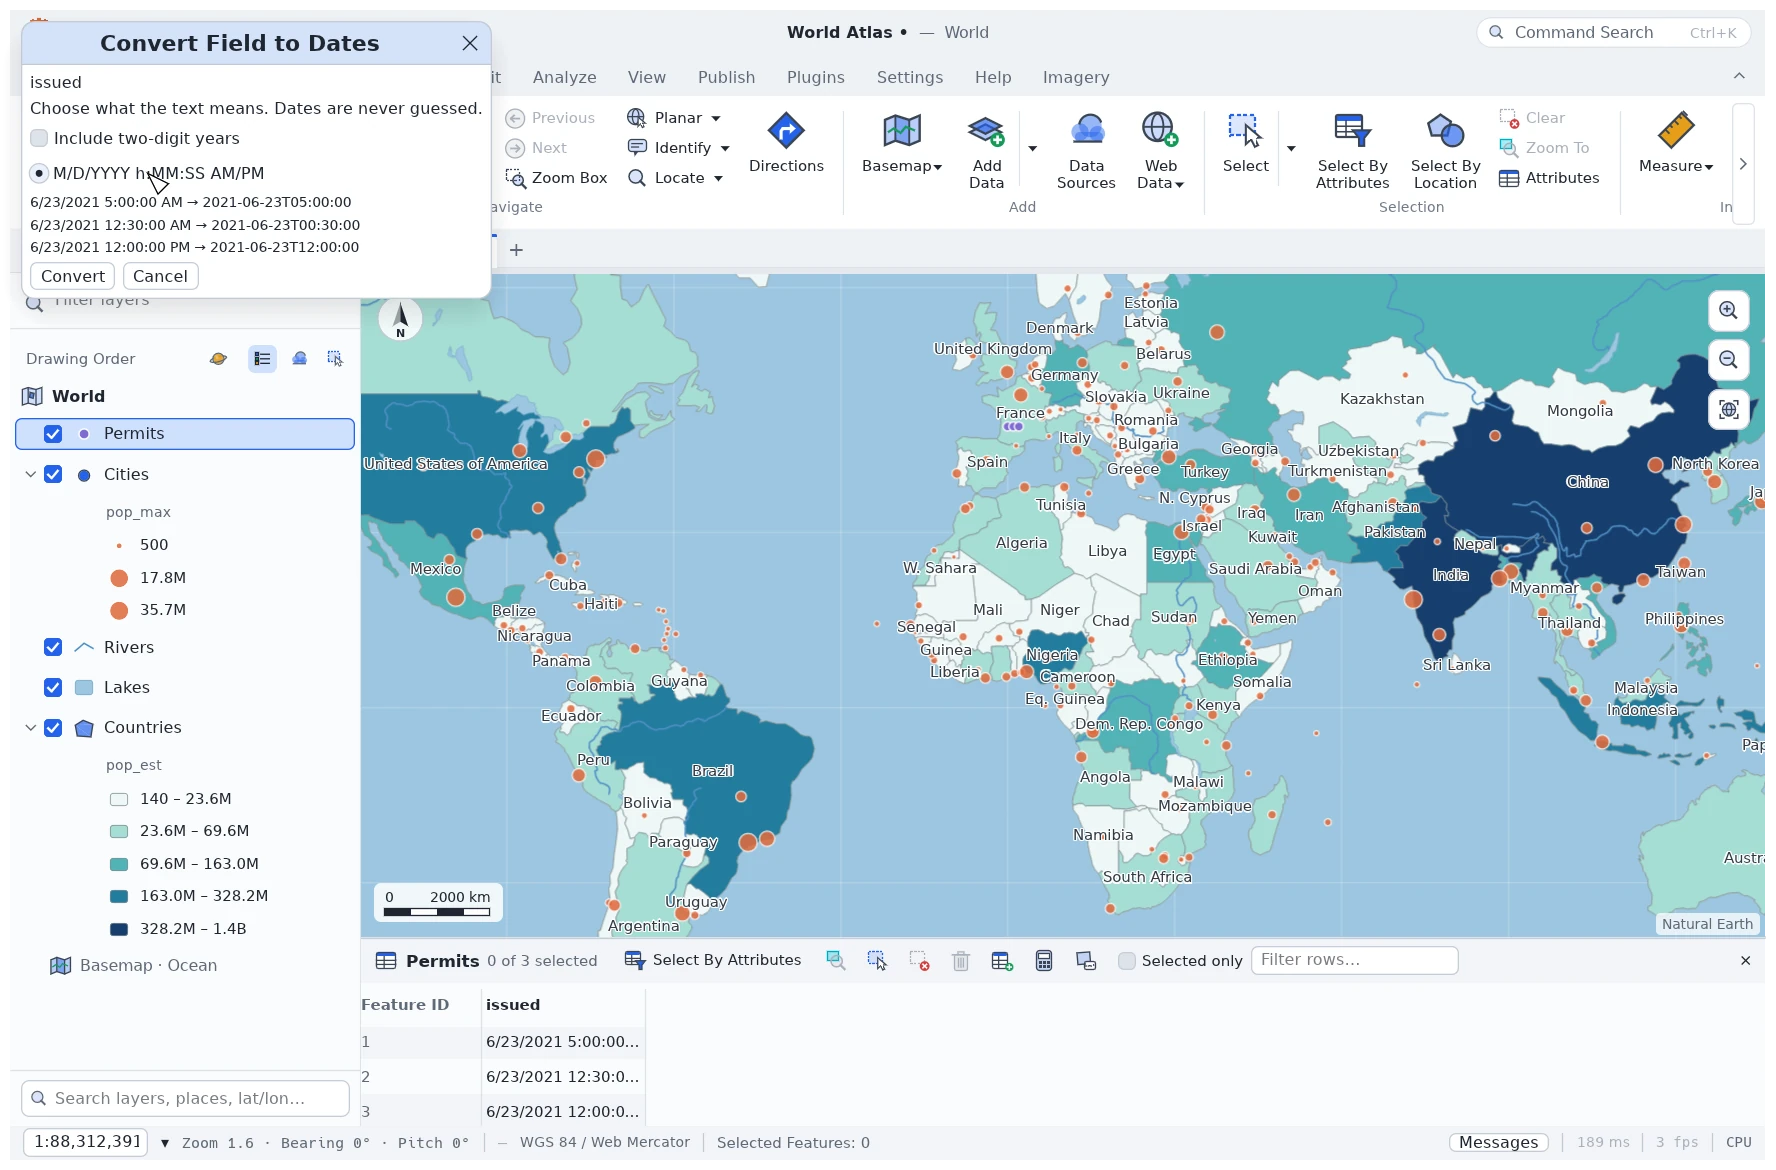 Convert Field to Dates
issued
Choose what the text means. Dates are never guessed.
Include two-digit years
M/D/YYYY h:MM:SS AM/PM
6/23/2021 5:00:00 AM → 2021-06-23T05:00:00
6/23/2021 12:30:00 AM → 2021-06-23T00:30:00
6/23/2021 12:00:00 PM → 2021-06-23T12:00:00
Convert
Cancel
World Atlas • — World
Command Search Ctrl+K
Analyze
View
Publish
Plugins
Settings
Help
Imagery
Previous
Next
Zoom Box
Planar
Identify
Locate
Directions
Basemap
Add Data
Data Sources
Web Data
Add
Select
Select By Attributes
Select By Location
Clear
Zoom To
Attributes
Selection
Measure
Filter layers
Drawing Order
World
Permits
Cities
pop_max
500
17.8M
35.7M
Rivers
Lakes
Countries
pop_est
140 – 23.6M
23.6M – 69.6M
69.6M – 163.0M
163.0M – 328.2M
328.2M – 1.4B
Basemap · Ocean
Search layers, places, lat/lon...
N
Estonia
Latvia
Denmark
United Kingdom
Belarus
Germany
Slovakia
Ukraine
France
Romania
Italy
Bulgaria
Spain
Greece
Turkey
Georgia
Uzbekistan
Turkmenistan
Kazakhstan
Mongolia
North Korea
China
United States of America
Tunisia
N. Cyprus
Israel
Iraq
Iran
Afghanistan
Pakistan
Kuwait
Nepal
Algeria
Libya
Egypt
W. Sahara
Saudi Arabia
India
Myanmar
Taiwan
Oman
Mexico
Cuba
Belize
Haiti
Nicaragua
Panama
Mali
Niger
Chad
Sudan
Yemen
Senegal
Guinea
Liberia
Nigeria
Cameroon
Eq. Guinea
Ethiopia
Somalia
Kenya
Dem. Rep. Congo
Thailand
Philippines
Sri Lanka
Malaysia
Indonesia
Colombia
Guyana
Ecuador
Peru
Brazil
Bolivia
Paraguay
Uruguay
Argentina
Angola
Malawi
Mozambique
Namibia
South Africa
0 2000 km
Natural Earth
Permits 0 of 3 selected
Select By Attributes
Selected only
Filter rows...
Feature ID issued
1 6/23/2021 5:00:00...
2 6/23/2021 12:30:0...
3 6/23/2021 12:00:0...
1:88,312,391
Zoom 1.6 · Bearing 0° · Pitch 0°
— WGS 84 / Web Mercator
Selected Features: 0
Messages
189 ms
3 fps
CPU